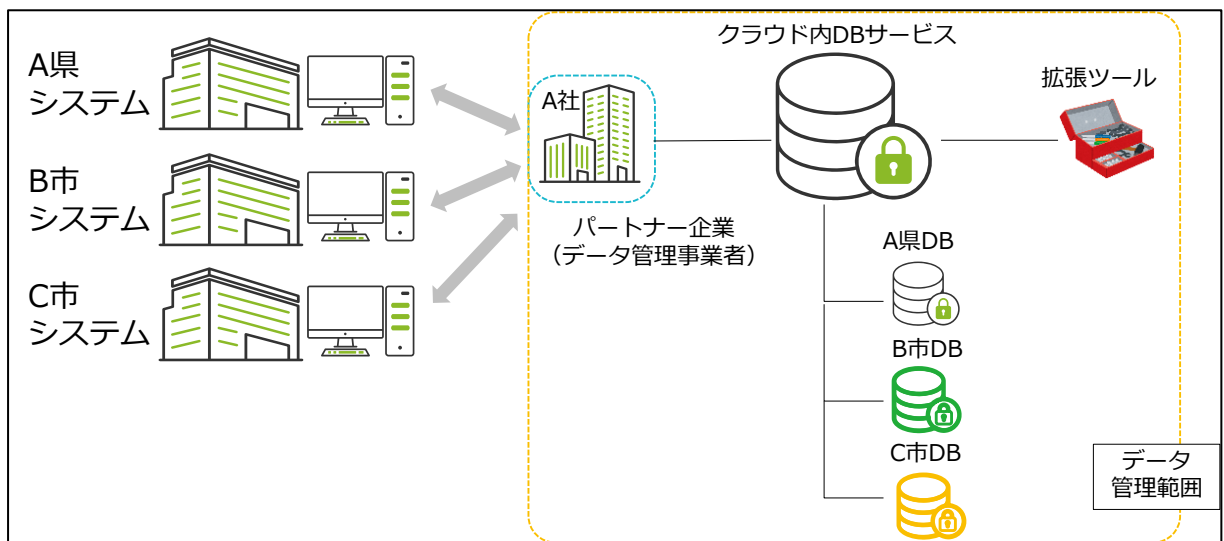 A県
システム
B市
システム
C市
システム
A社
パートナー企業
（データ管理事業者）
クラウド内DBサービス
拡張ツール
A県DB
B市DB
C市DB
データ
管理範囲